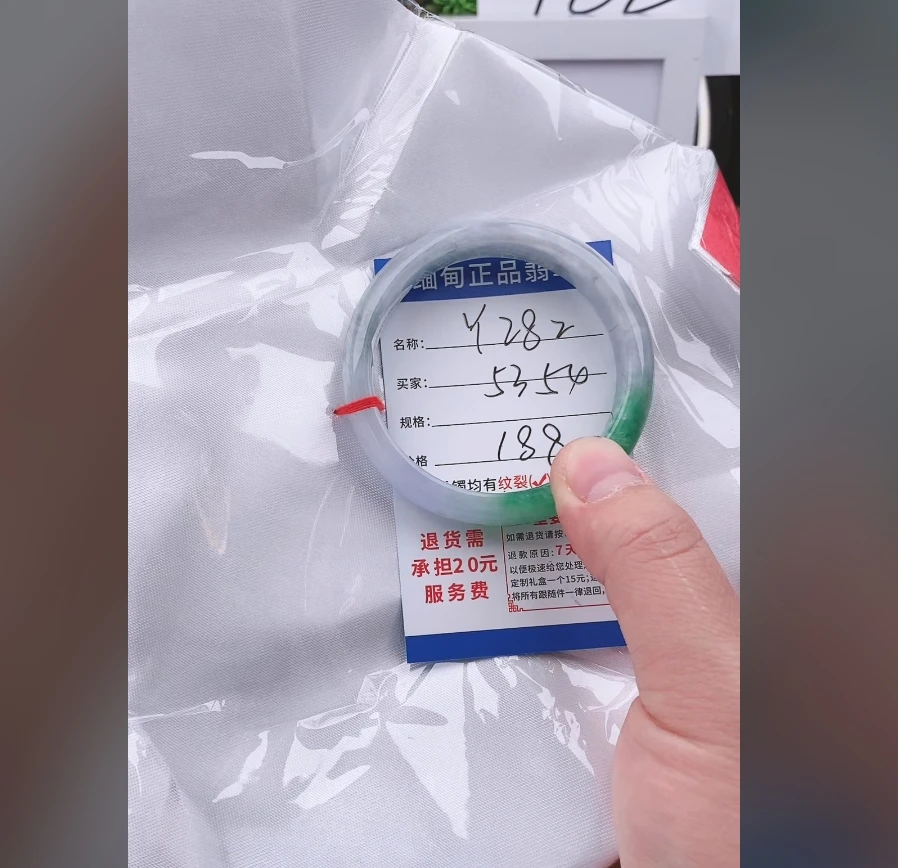 缅甸正品翡
名称: Y282
买家: 5354
规格:
格 188
镯均有纹裂(✓
退货需
承担20元
服务费
如需退货请按
退款原因:7天
以便极速给您处理
定制礼盒一个15元;
将所有跟随件一律退回,